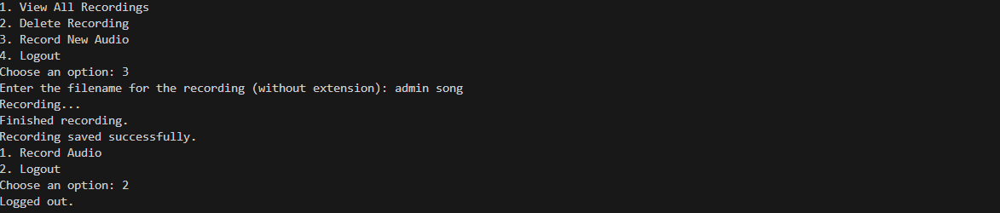 1. View All Recordings
2. Delete Recording
3. Record New Audio
4. Logout
Choose an option: 3
Enter the filename for the recording (without extension): admin song
Recording...
Finished recording.
Recording saved successfully.
1. Record Audio
2. Logout
Choose an option: 2
Logged out.